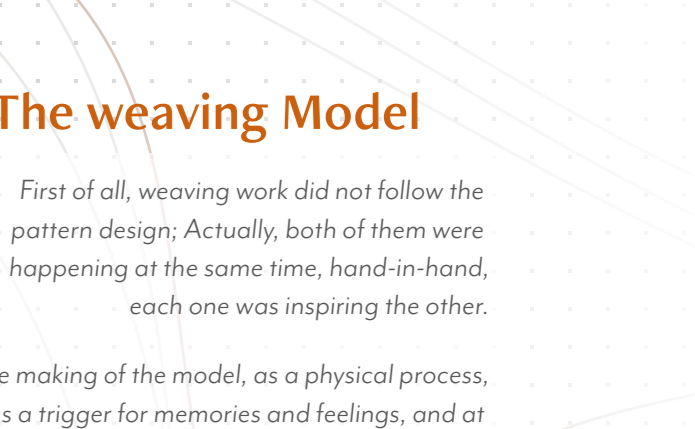 The weaving Model
First of all, weaving work did not follow the
pattern design; Actually, both of them were
happening at the same time, hand-in-hand,
each one was inspiring the other.
making of the model, as a physical process,
a trigger for memories and feelings, and at